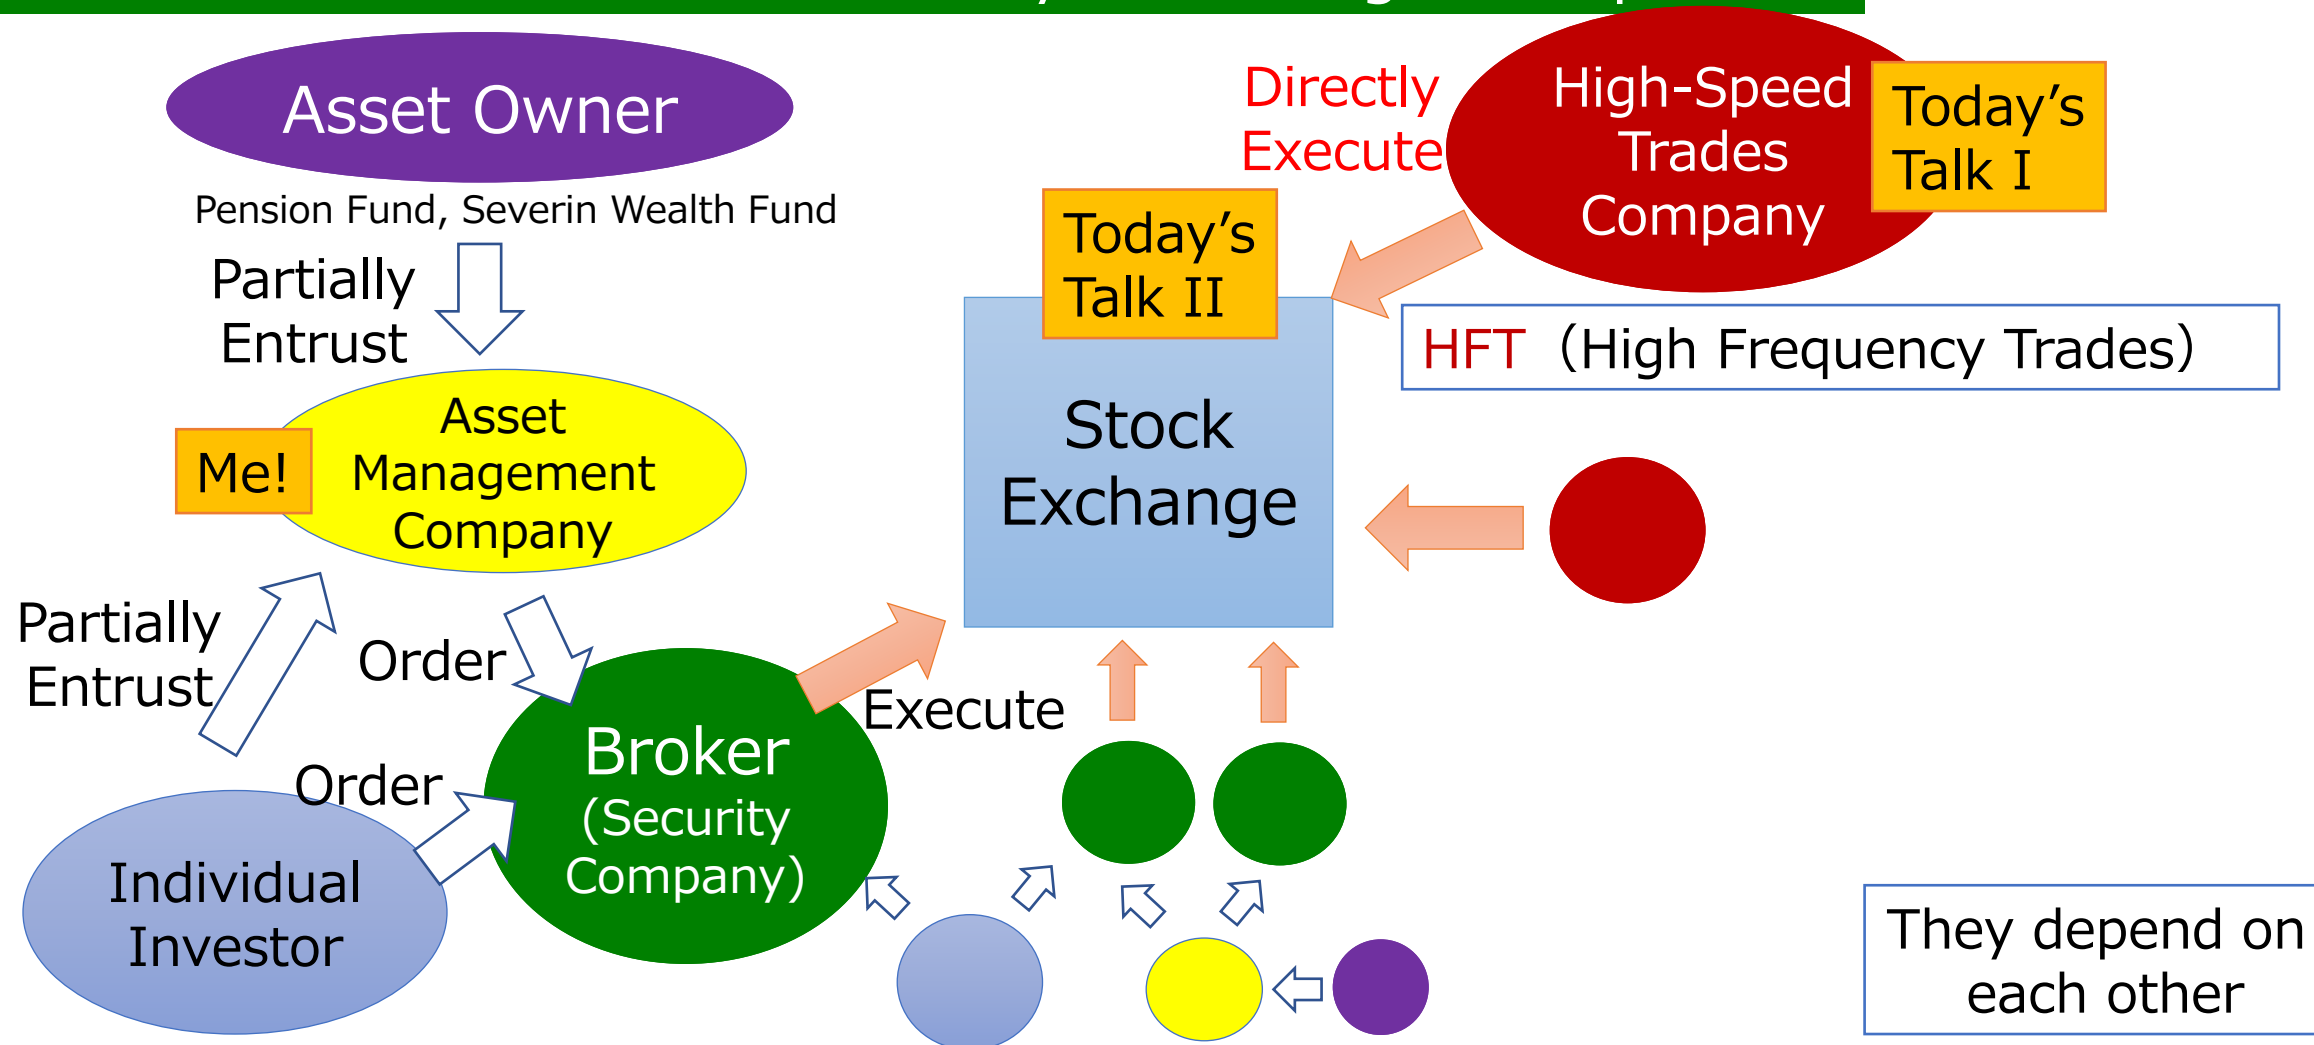 Asset Owner
Pension Fund, Severin Wealth Fund
Partially
Entrust
Asset
Management
Company
Me!
Partially
Entrust
Order
Order
Individual
Investor
Broker
(Security
Company)
Execute
Today’s
Talk II
Stock
Exchange
Directly
Execute
High-Speed
Trades
Company
Today’s
Talk I
HFT（High Frequency Trades）
They depend on
each other